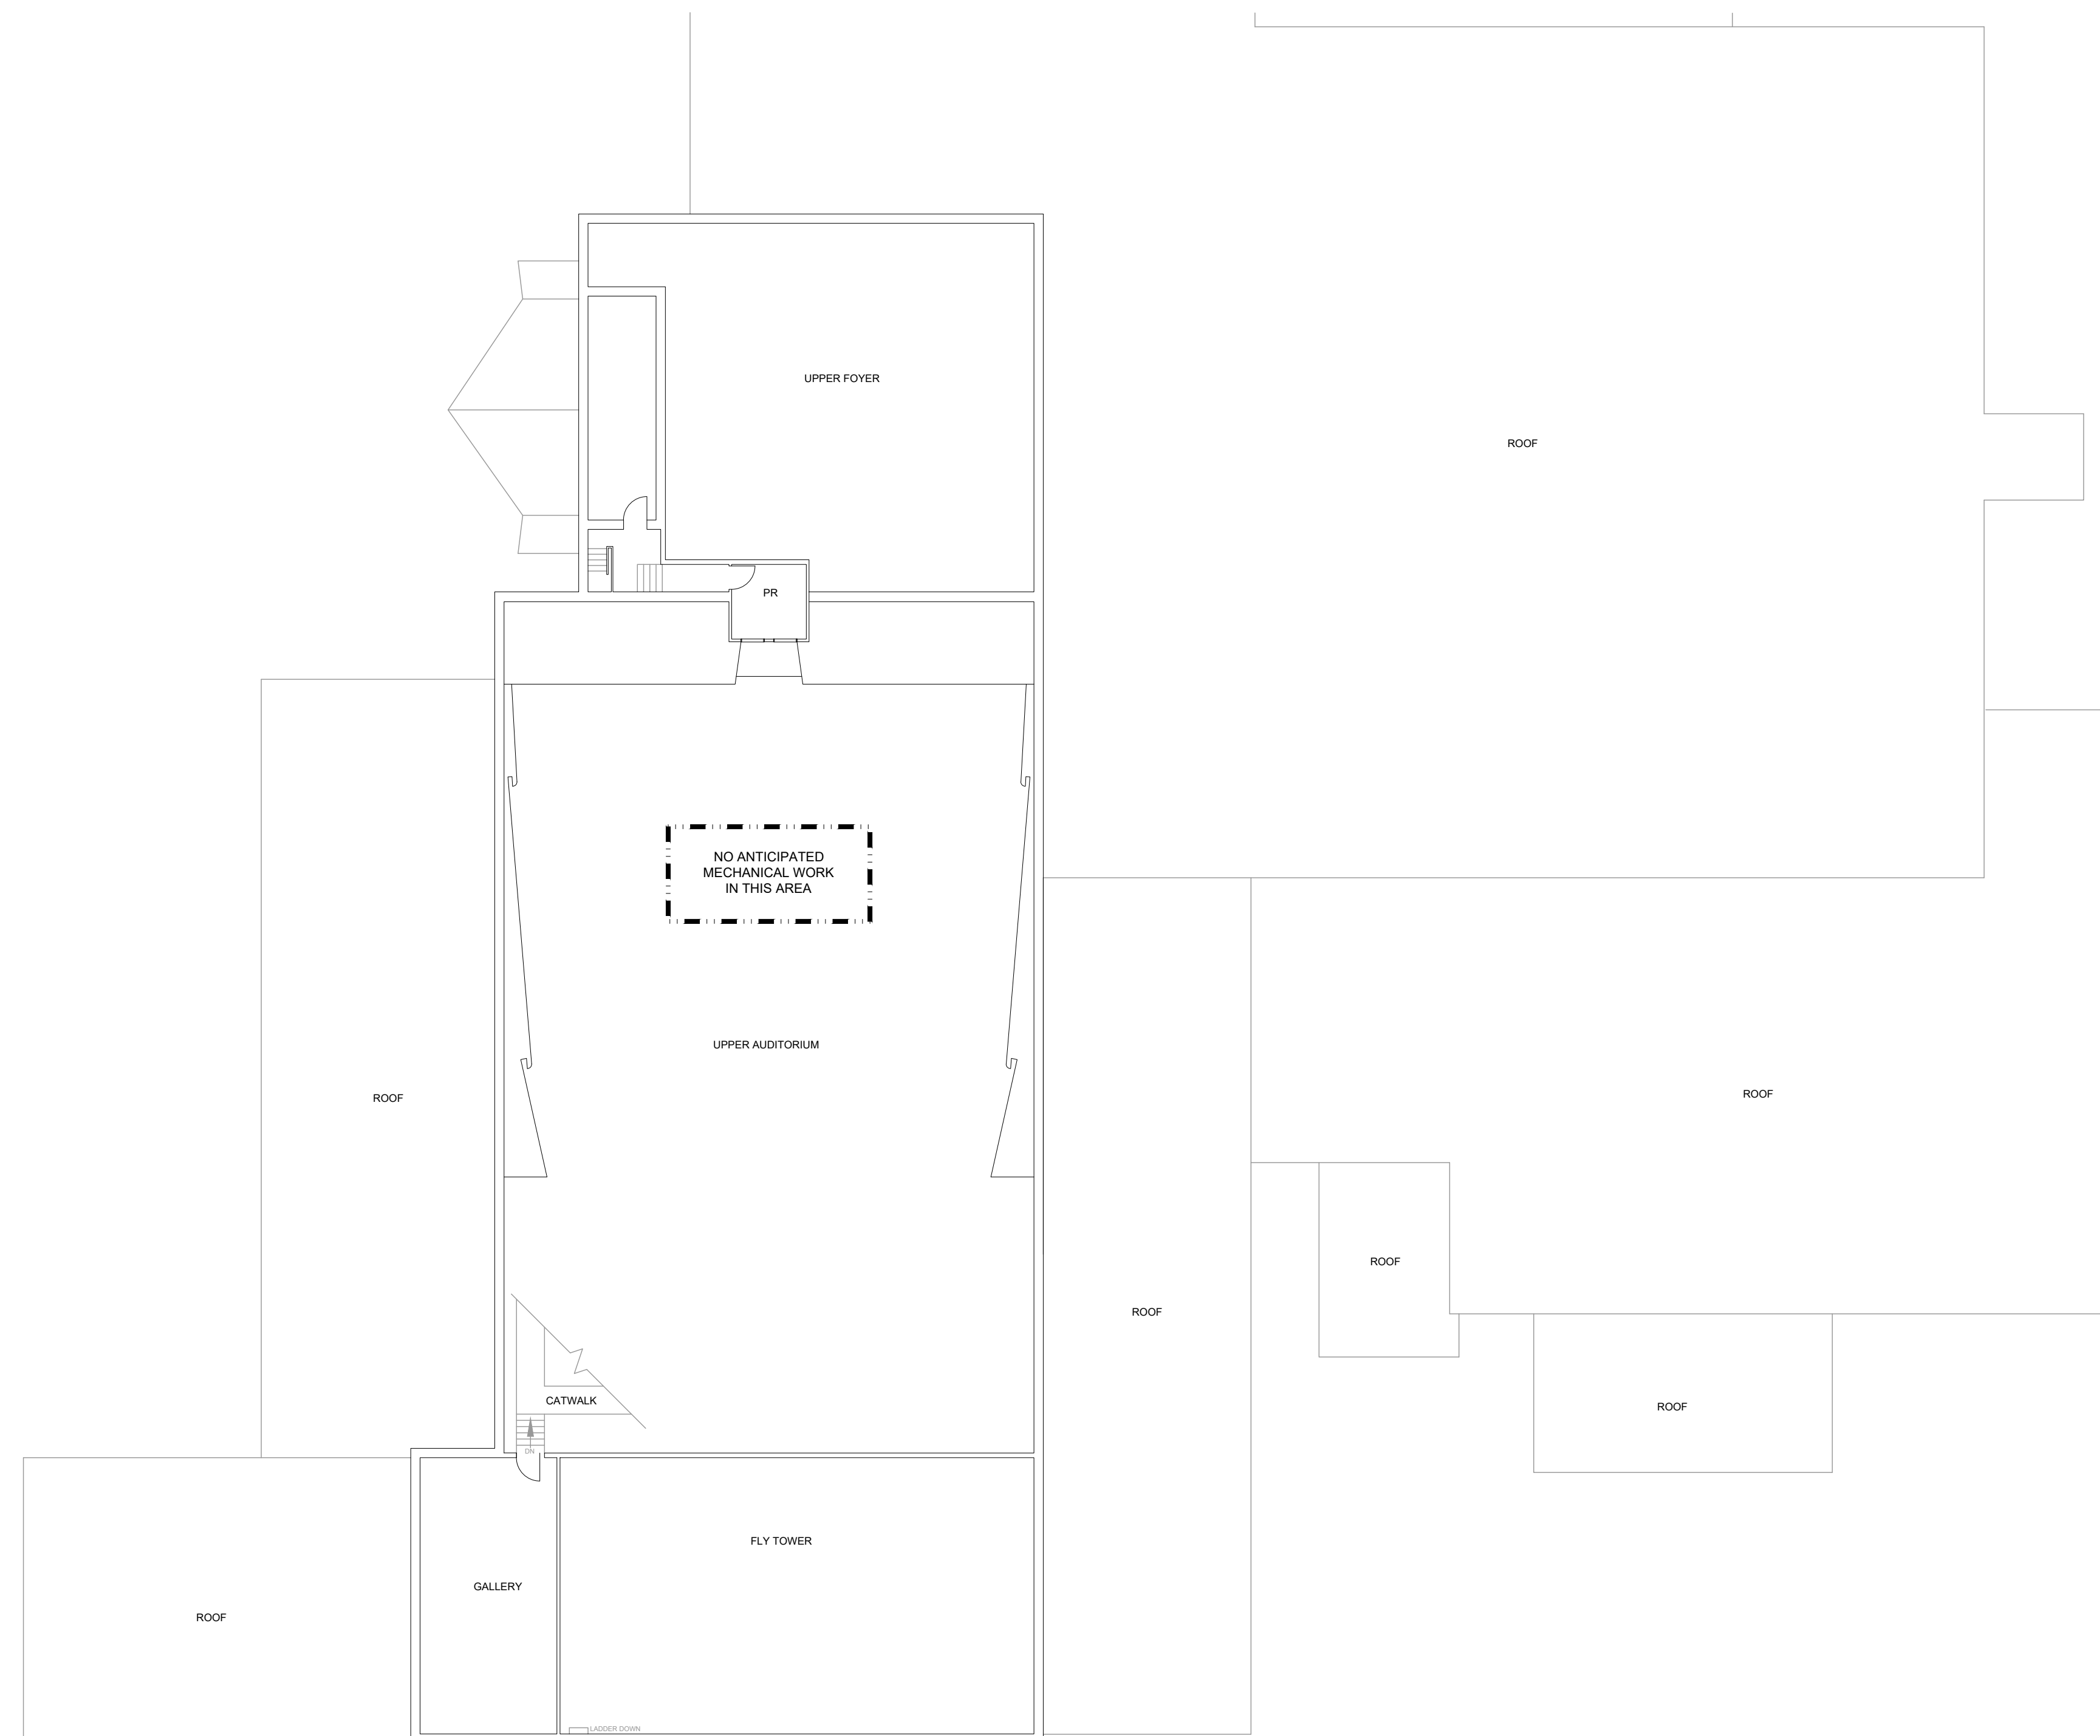 UPPER FOYER
ROOF
PR
NO ANTICIPATED
MECHANICAL WORK
IN THIS AREA
UPPER AUDITORIUM
ROOF
ROOF
ROOF
ROOF
CATWALK
ROOF
DN
FLY TOWER
GALLERY
ROOF
LADDER DOWN